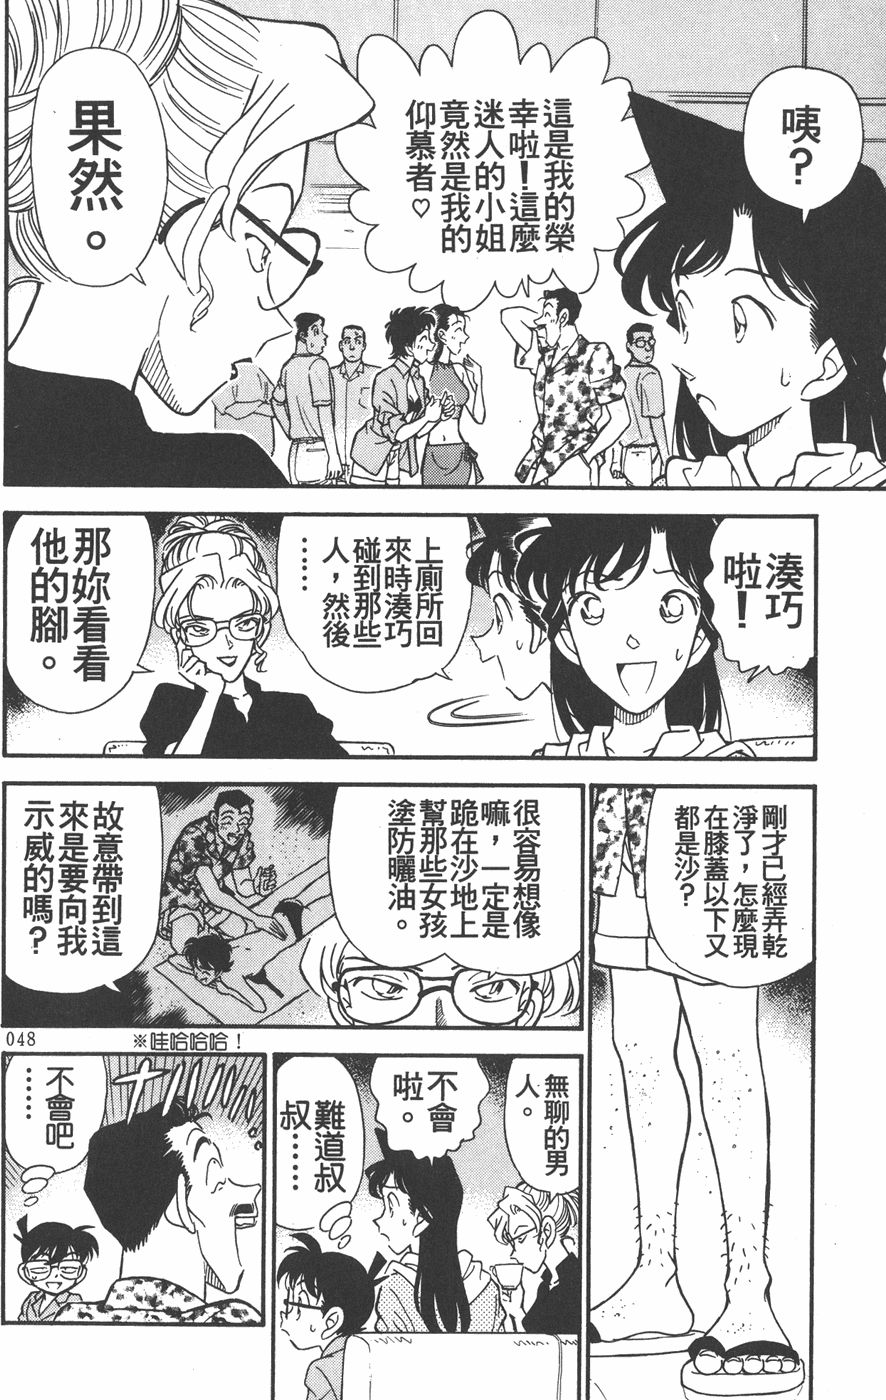 咦？
這是我的榮
幸啦！這麼
迷人的小姐
竟然是我的
仰慕者♡
果然。
湊巧
啦！
上廁所回
來時湊巧
碰到那些
人，然後
……
那妳看看
他的腳。
剛才已經弄乾
淨了，怎麼現
在膝蓋以下又
都是沙？
很容易想像
嘛，一定是
跪在沙地上
幫那些女孩
塗防曬油。
故意帶到這
來是要向我
示威的嗎？
048
※哇哈哈哈！
無聊的男
人。
不會
啦。
難道叔
叔……
不會吧
……
ナハハハハ